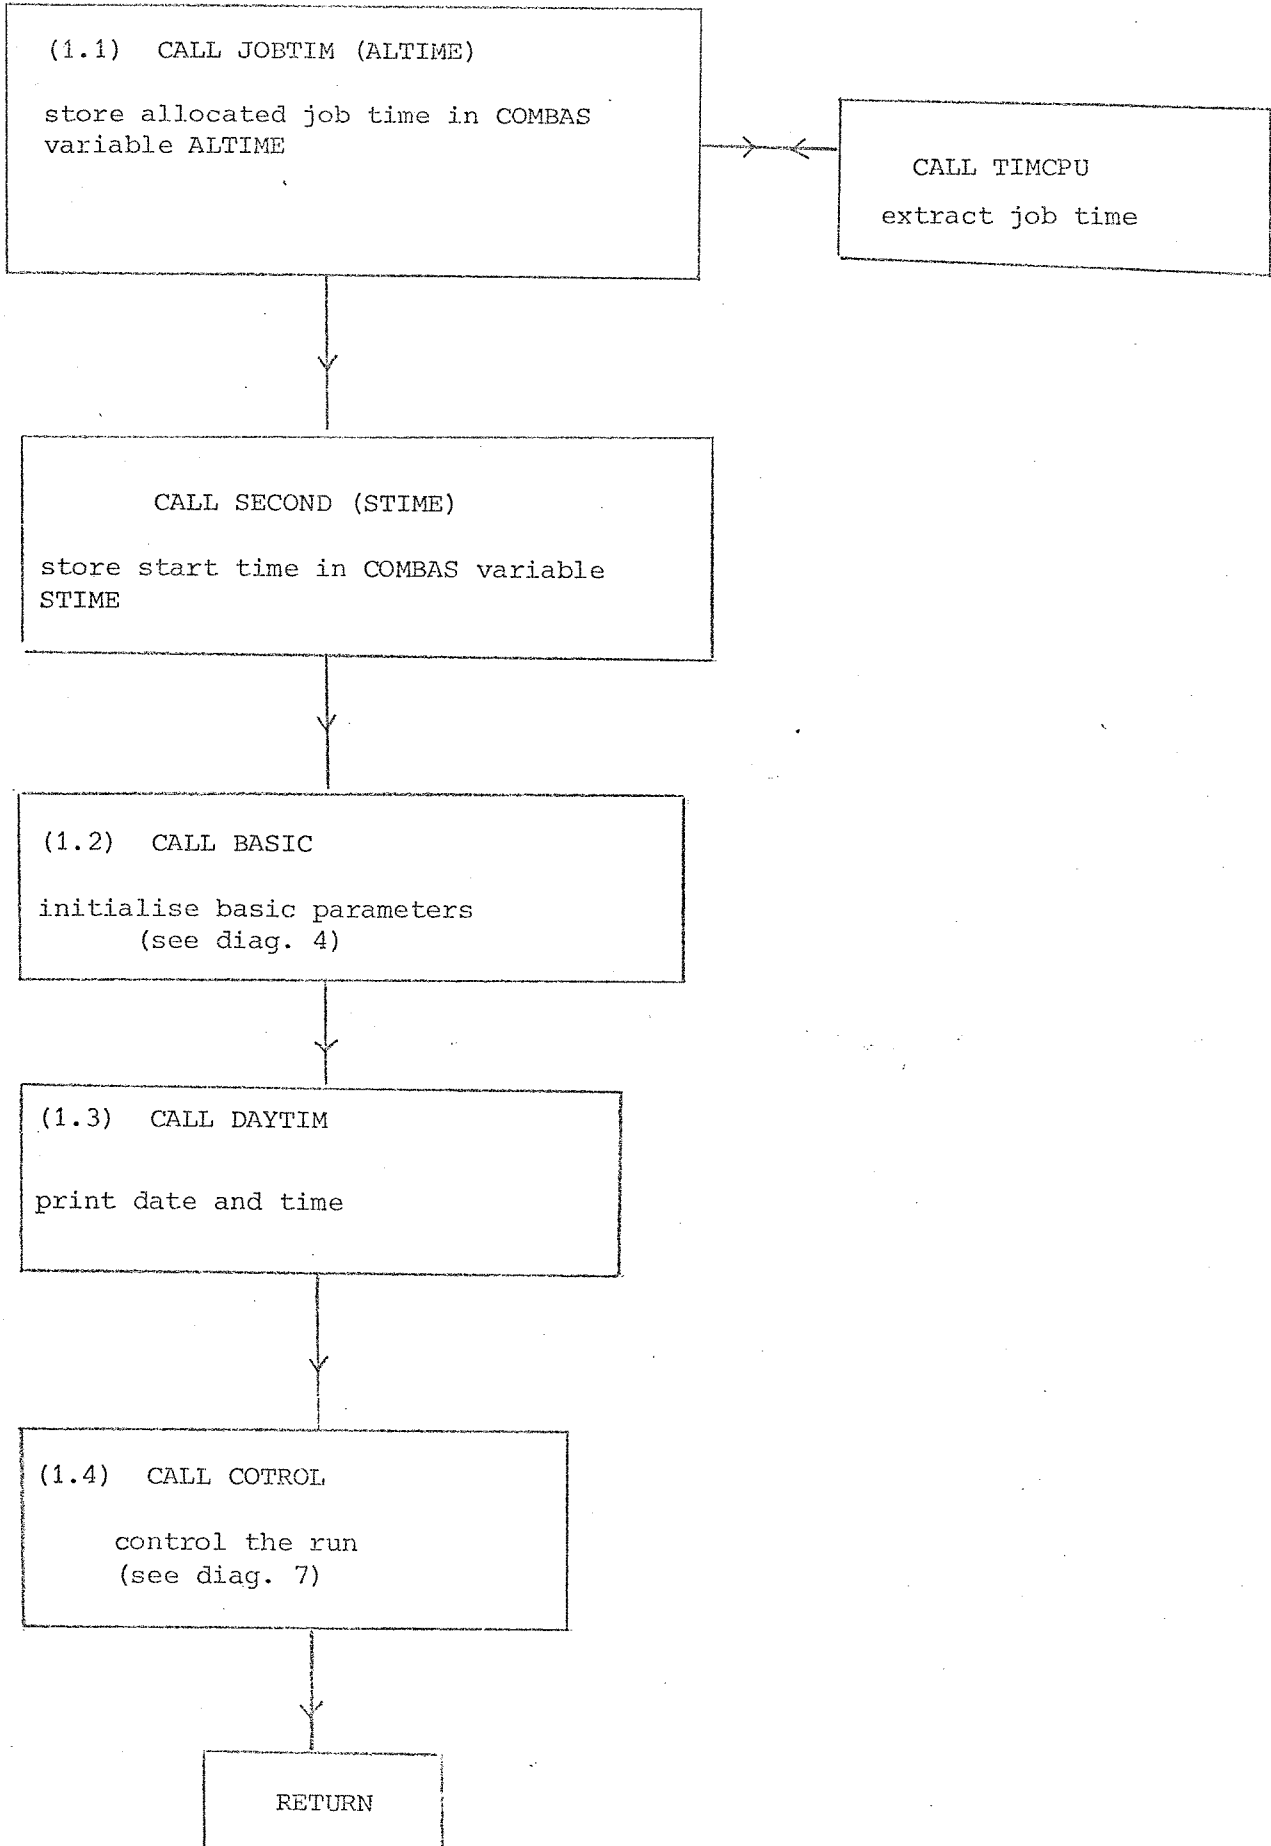 (1.1) CALL JOBTIM (ALTIME)
store allocated job time in COMBAS
variable ALTIME
CALL TIMCPU
extract job time
CALL SECOND (STIME)
store start time in COMBAS variable
STIME
(1.2) CALL BASIC
initialise basic parameters
(see diag. 4)
(1.3) CALL DAYTIM
print date and time
(1.4) CALL COTROL
control the run
(see diag. 7)
RETURN